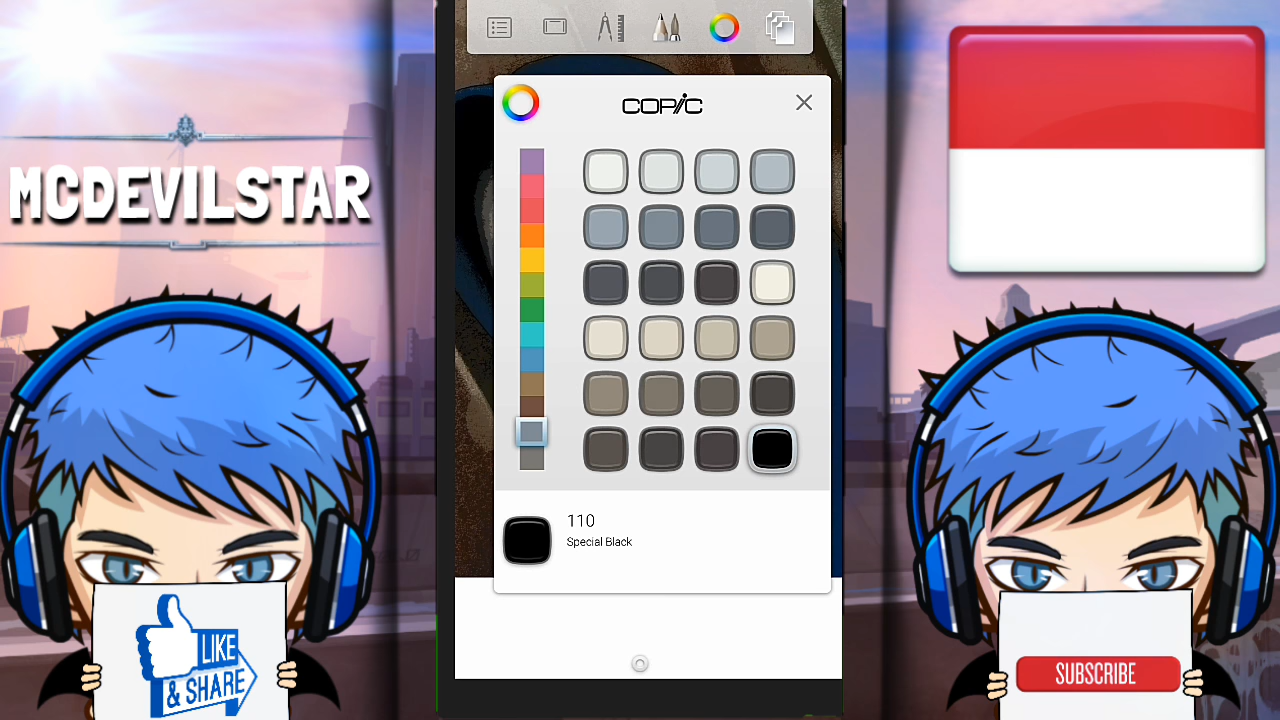 COPIC
MCDEVILSTAR
110
Special Black
LIKE
& SHARE
SUBSCRIBE